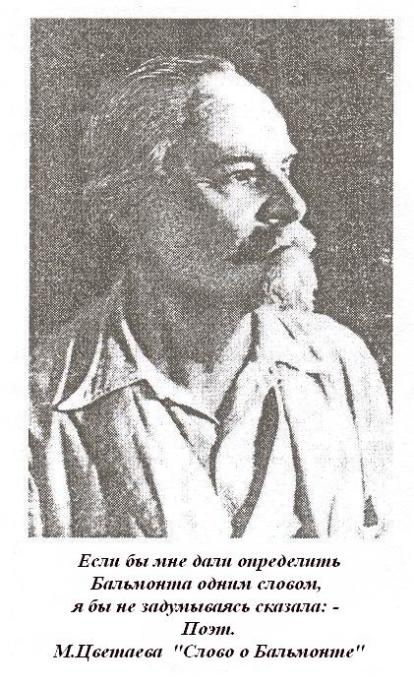 Если бы мне дали определить
Бальмонта одним словом,
я бы не задумываясь сказала: -
Поэт.
М.Цветаева "Слово о Бальмонте"